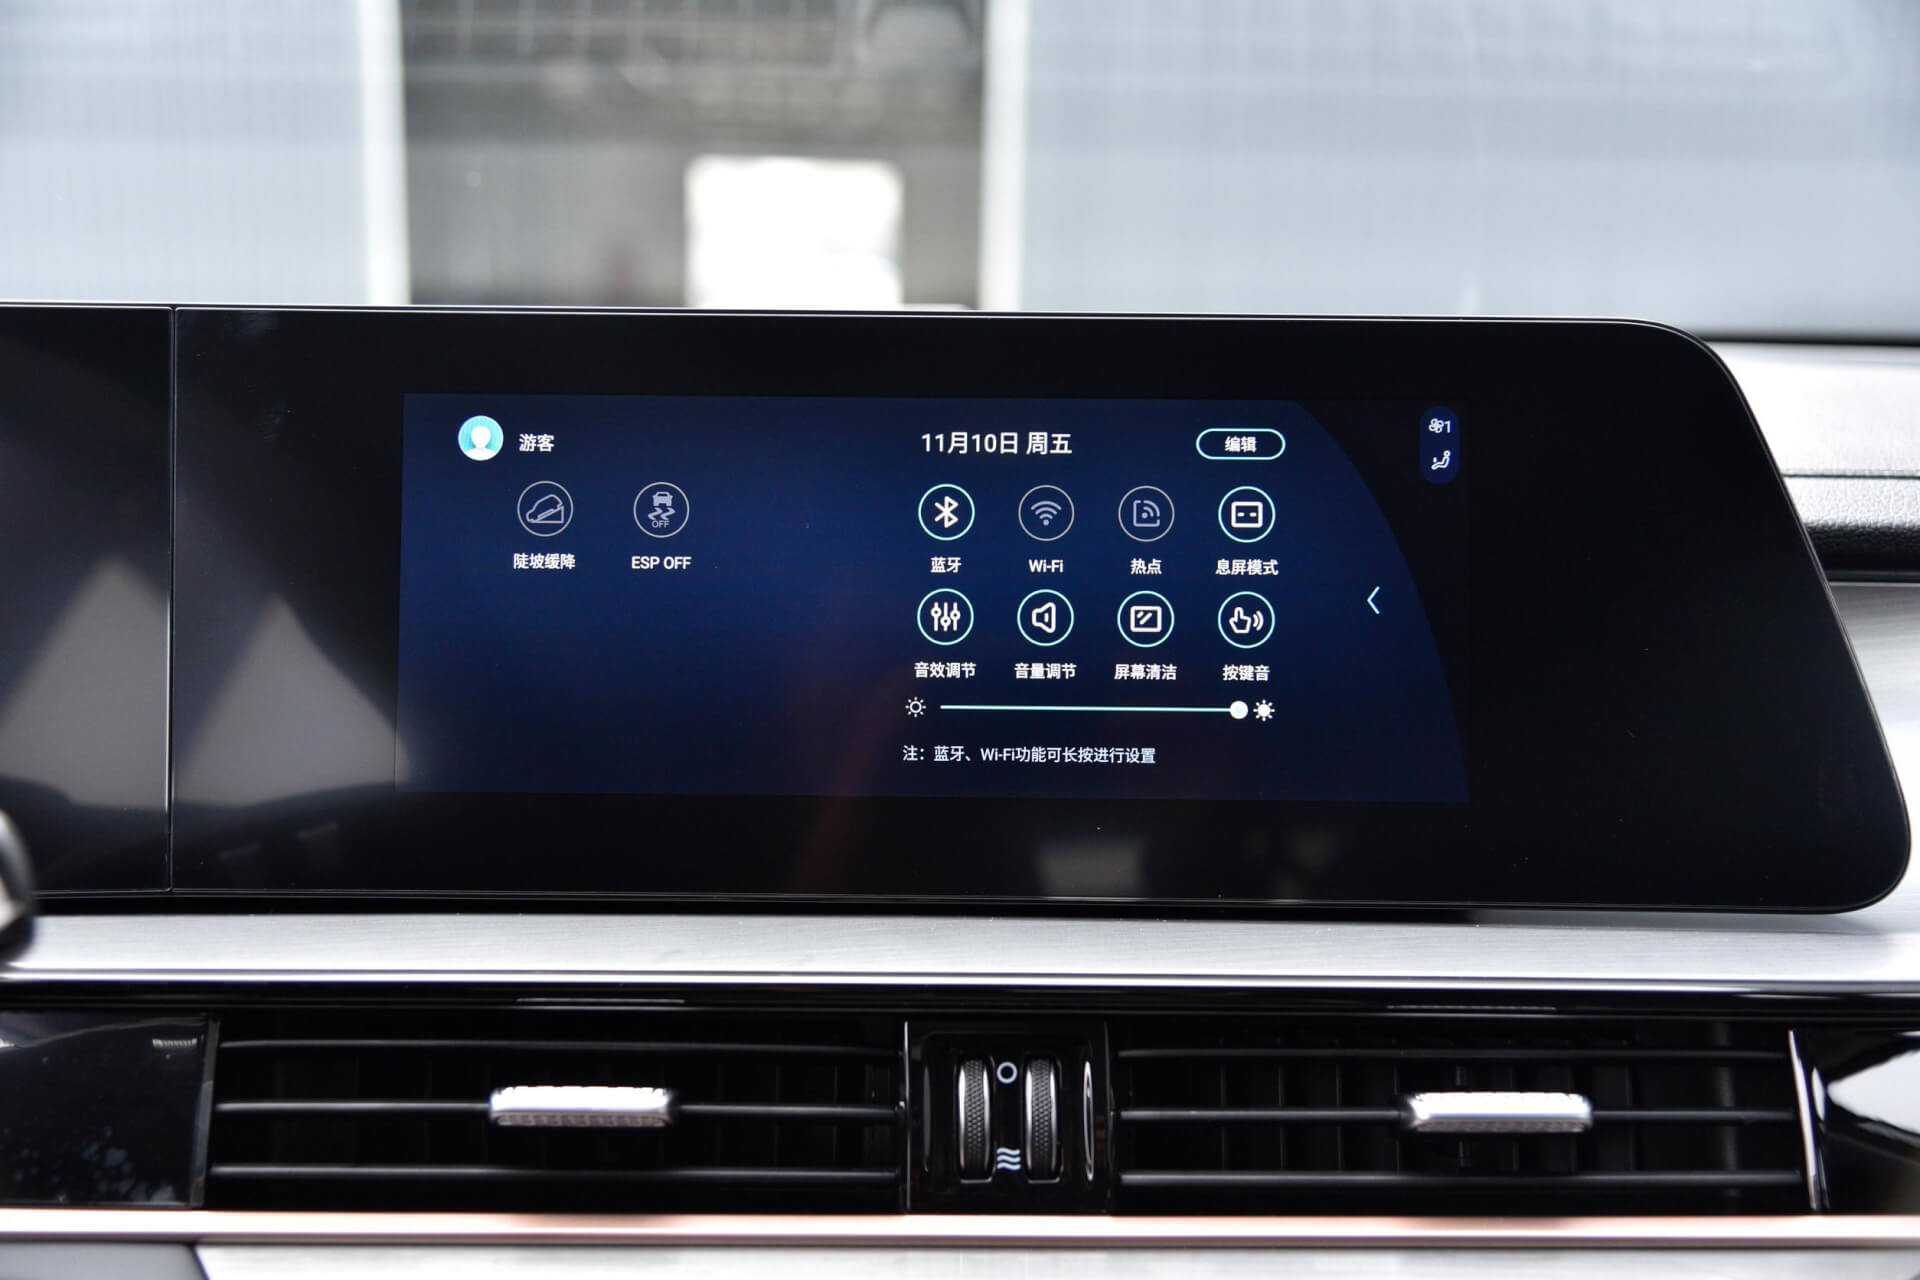 游客
11月10日 周五
编辑
1
OFF
陡坡缓降
ESP OFF
蓝牙
Wi-Fi
热点
息屏模式
音效调节
音量调节
屏幕清洁
按键音
注：蓝牙、Wi-Fi功能可长按进行设置